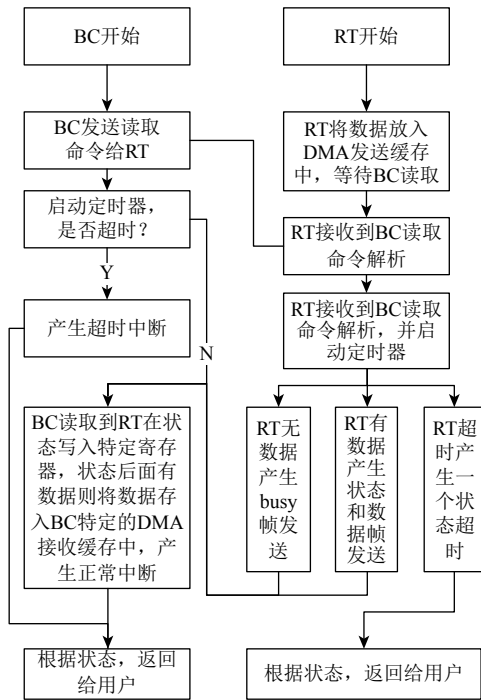 BC开始
BC发送读取
命令给RT
启动定时器，
是否超时？
Y
产生超时中断
N
BC读取到RT在状
态写入特定寄存
器，状态后面有
数据则将数据存
入BC特定的DMA
接收缓存中，产
生正常中断
根据状态，返回
给用户
RT开始
RT将数据放入
DMA发送缓存
中，等待BC读取
RT接收到BC读取
命令解析
RT接收到BC读取
命令解析，并启
动定时器
RT无
数据
产生
busy
帧发
送
RT有
数据
产生
状态
和数
据帧
发送
RT超
时产
生一
个状
态超
时
根据状态，返回给用户